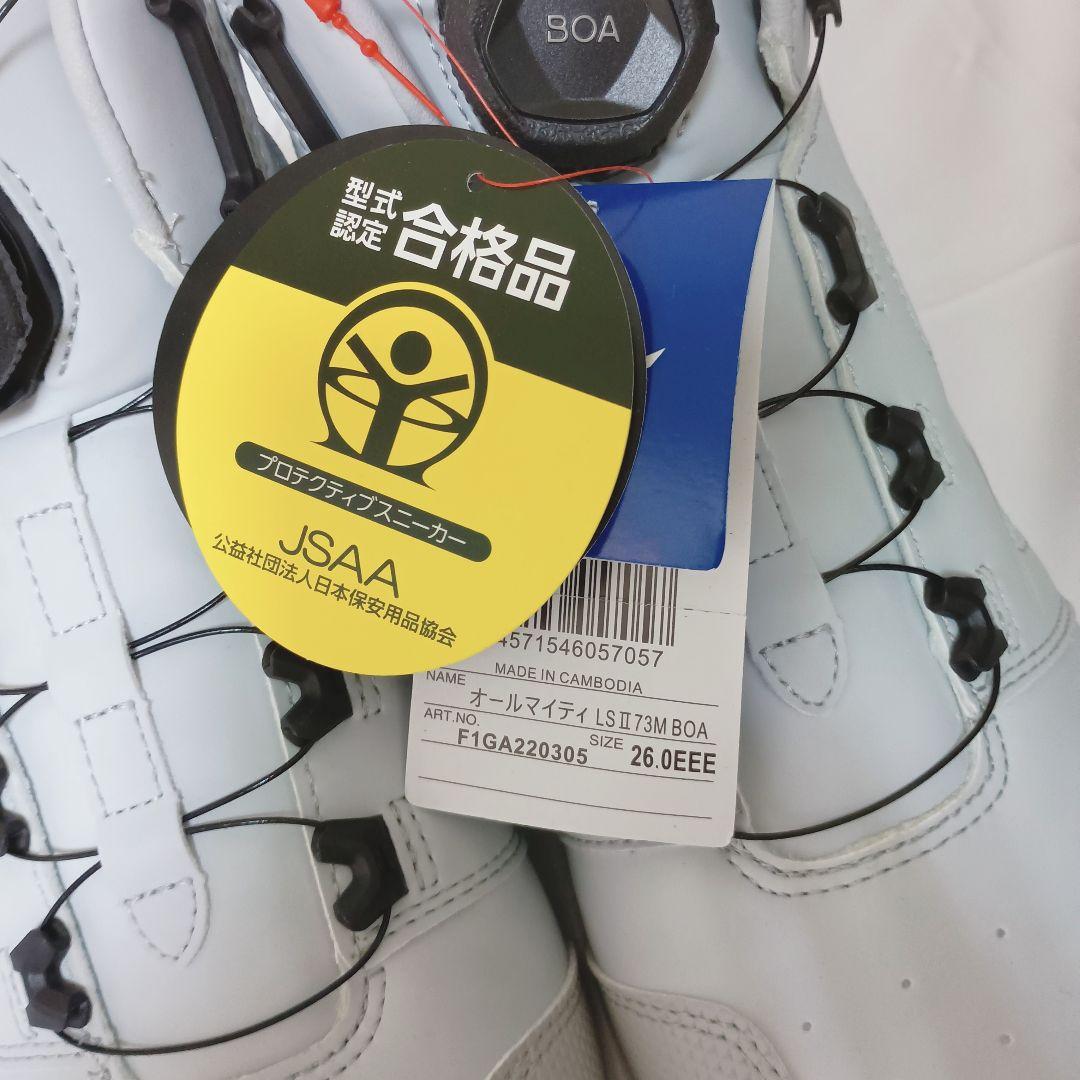 BOA
型式
認定
合格品
プロテクティブスニーカー
JSAA
公益社団法人日本保安用品協会
4571546057057
MADE IN CAMBODIA
NAME オールマイティ LSⅡ73M BOA
ART.NO. F1GA220305 SIZE 26.0EEE